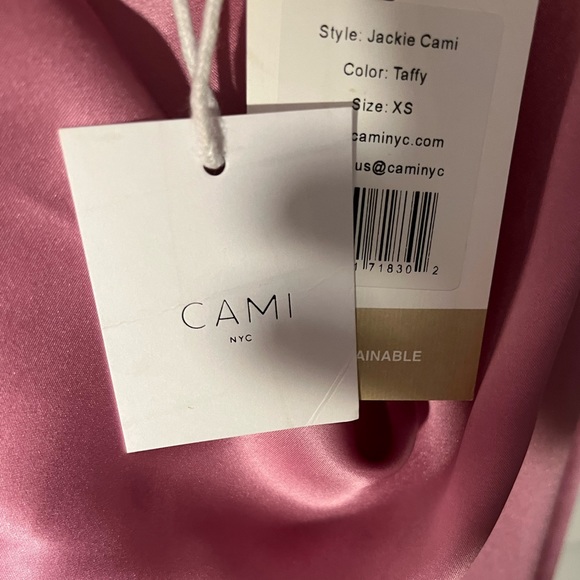 Style: Jackie Cami
Color: Taffy
Size: XS
caminyc.com
us@caminyc
71830 2
AINABLE
CAMI
NYC